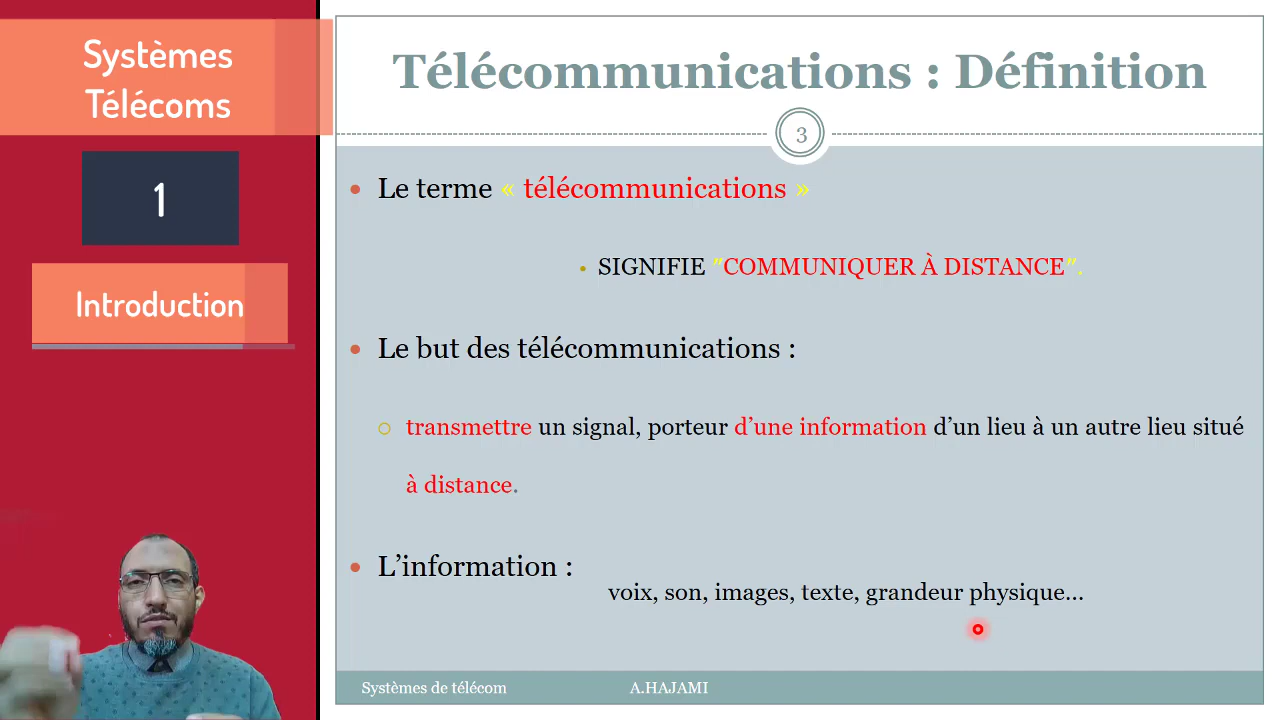 Systèmes
Télécoms
1
Introduction
Télécommunications : Définition
3
Le terme « télécommunications »
SIGNIFIE "COMMUNIQUER À DISTANCE".
Le but des télécommunications :
transmettre un signal, porteur d’une information d’un lieu à un autre lieu situé
à distance.
L’information :
voix, son, images, texte, grandeur physique…
Systèmes de télécom A.HAJAMI